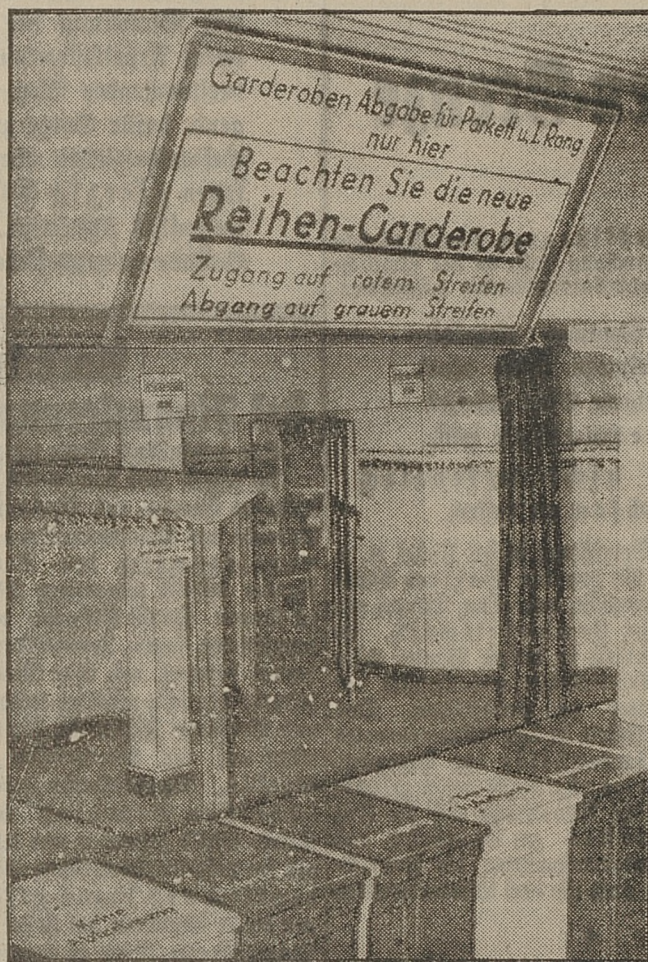 Garderoben Abgabe für Parkett u. I. Rang
nur hier
Beachten Sie die neue
Reihen-Garderobe
Zugang auf rotem Streifen
Abgang auf grauem Streifen
Keine